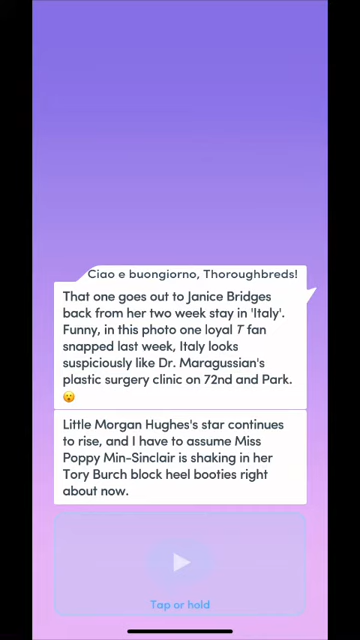 Ciao e buongiorno, Thoroughbreds!
That one goes out to Janice Bridges
back from her two week stay in 'Italy'.
Funny, in this photo one loyal T fan
snapped last week, Italy looks
suspiciously like Dr. Maragussian's
plastic surgery clinic on 72nd and Park.
😮
Little Morgan Hughes's star continues
to rise, and I have to assume Miss
Poppy Min-Sinclair is shaking in her
Tory Burch block heel booties right
about now.
Tap or hold